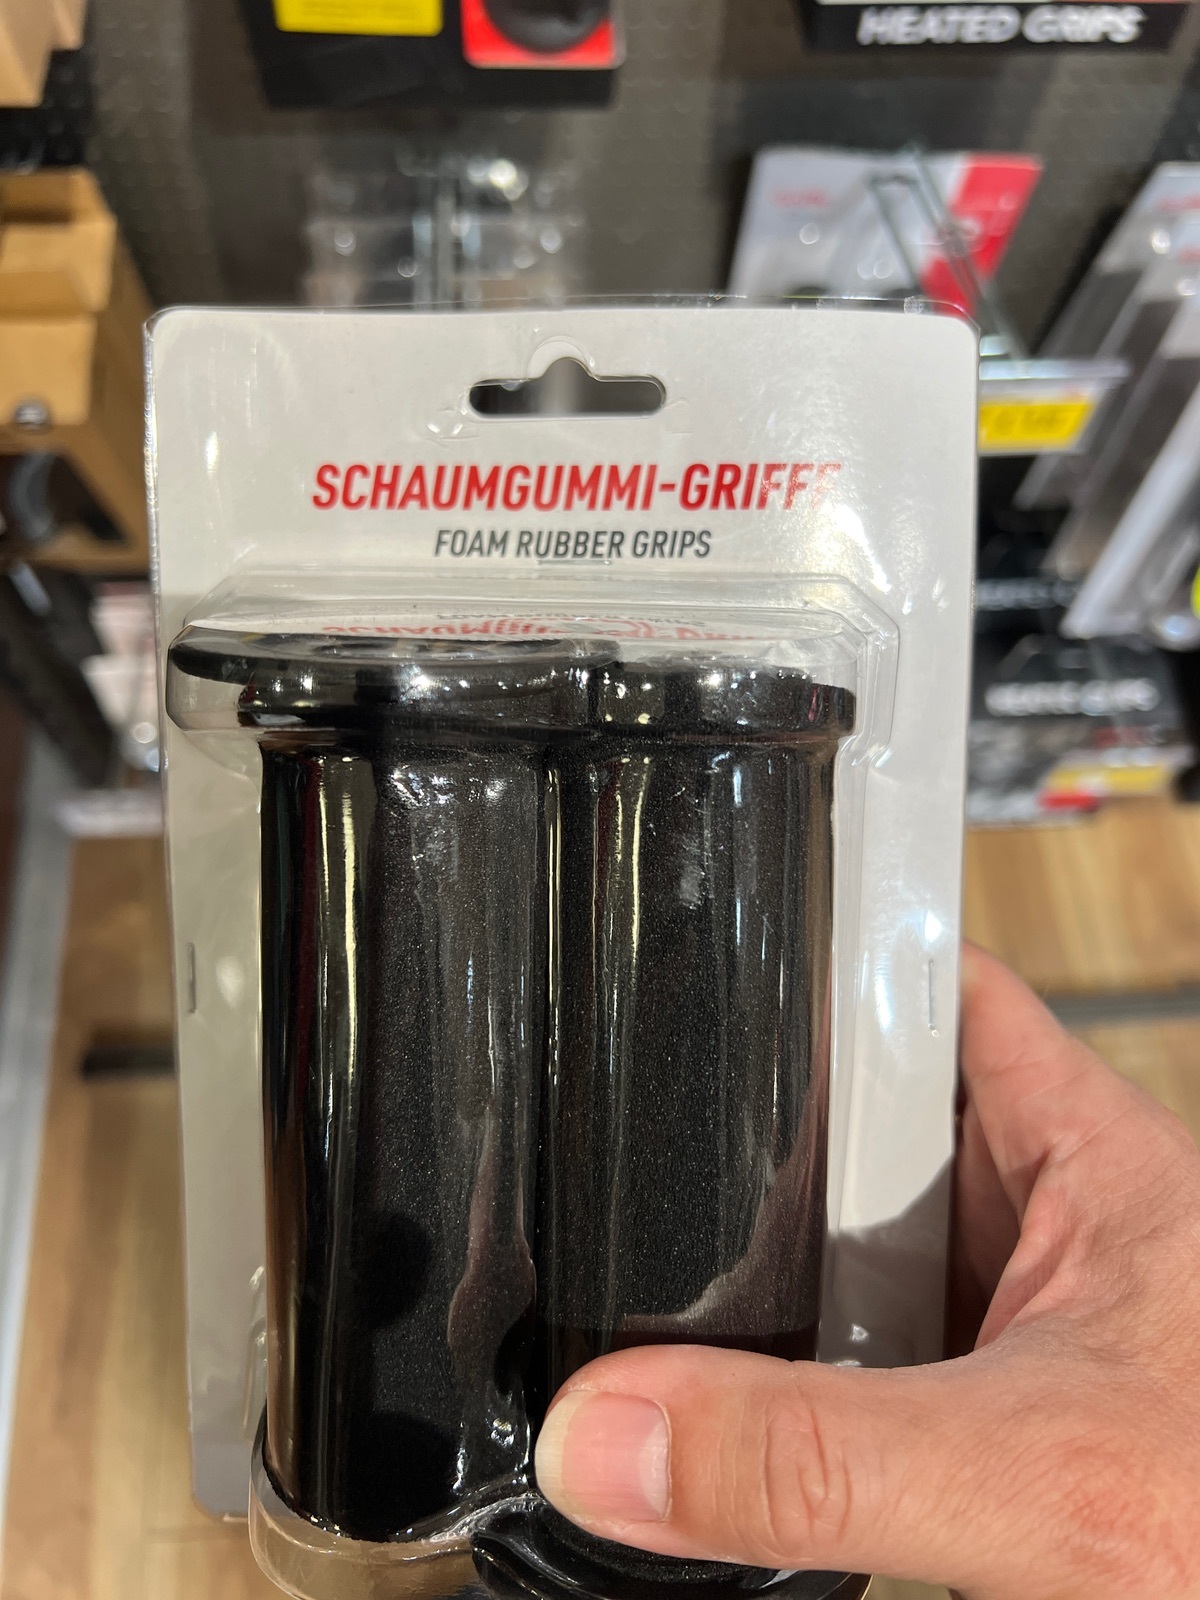 HEATED GRIPS
SCHAUMGUMMI-GRIFFE
FOAM RUBBER GRIPS